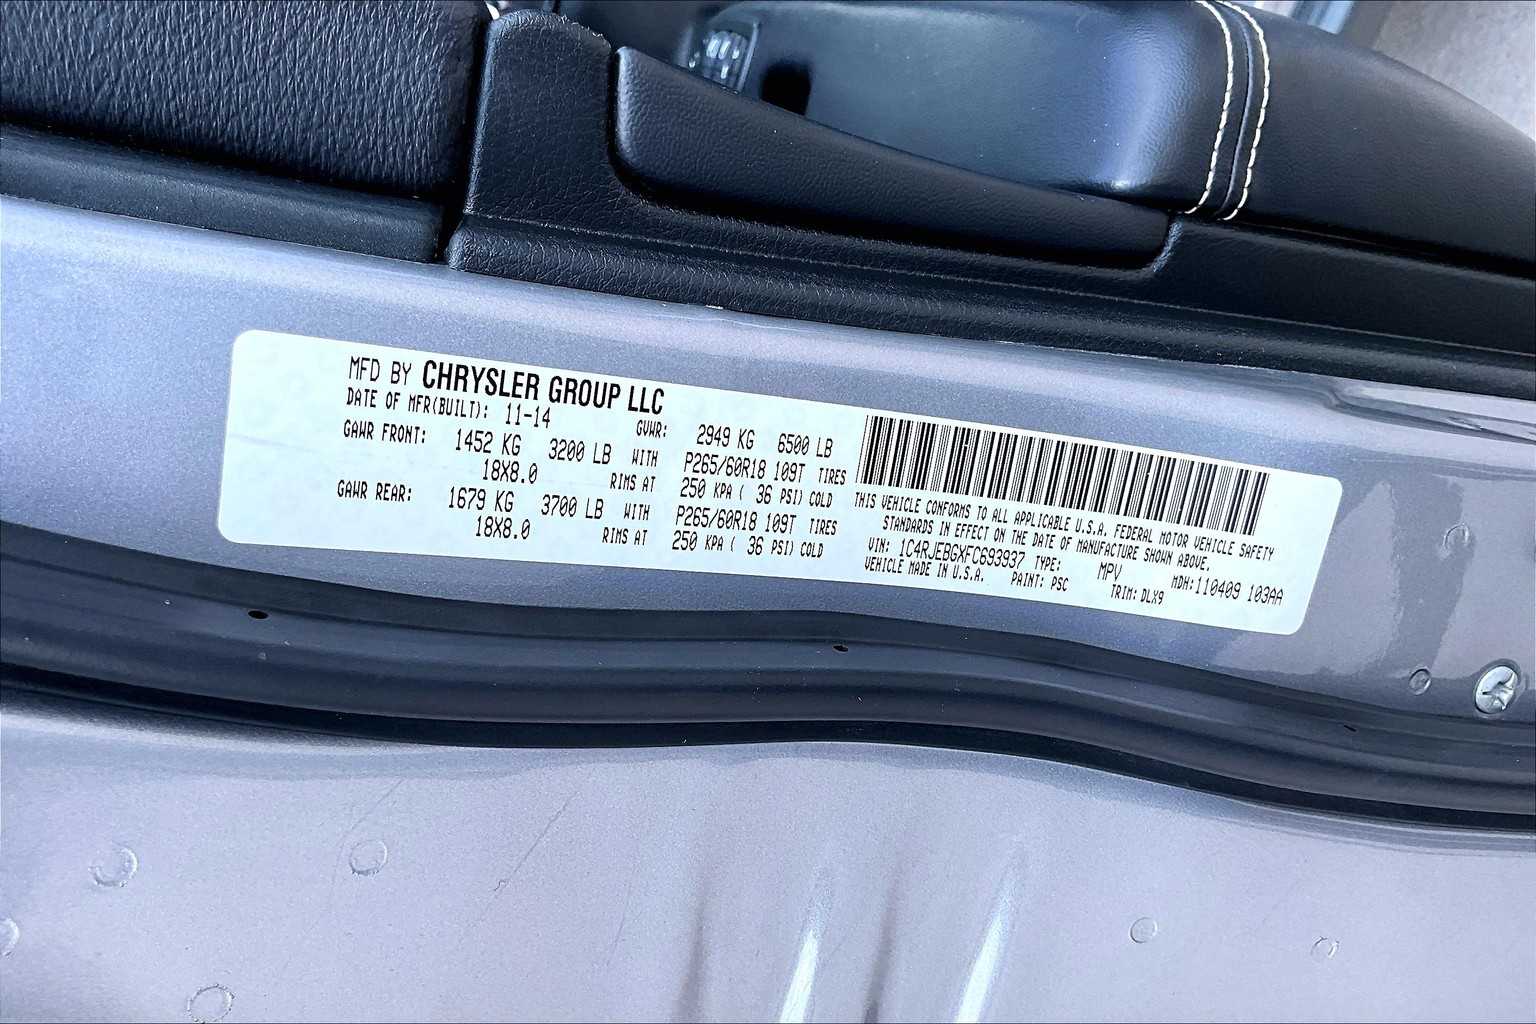 MFD BY CHRYSLER GROUP LLC
DATE OF MFR(BUILT): 11-14 GVWR: 2949 KG 6500 LB
GAWR FRONT: 1452 KG 3200 LB WITH P265/60R18 109T TIRES
18X8.0 RIMS AT 250 KPA ( 36 PSI) COLD
GAWR REAR: 1679 KG 3700 LB WITH P265/60R18 109T TIRES
18X8.0 RIMS AT 250 KPA ( 36 PSI) COLD
THIS VEHICLE CONFORMS TO ALL APPLICABLE U.S.A. FEDERAL MOTOR VEHICLE SAFETY
STANDARDS IN EFFECT ON THE DATE OF MANUFACTURE SHOWN ABOVE.
VIN: 1C4RJEBGXFC693937 TYPE: MPV MDH:110409 103AA
VEHICLE MADE IN U.S.A. PAINT: PSC TRIM: DLX9